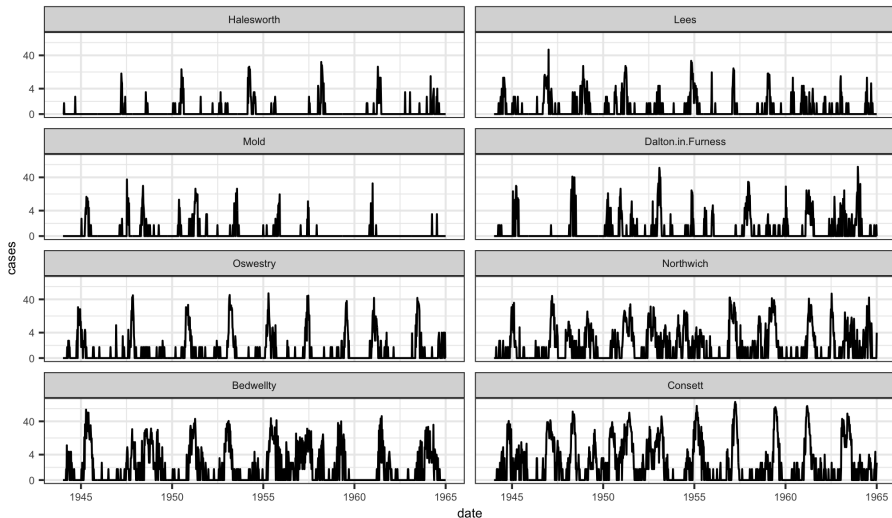 Halesworth
Lees
40
4
0
Mold
Dalton.in.Furness
40
4
0
cases
Oswestry
Northwich
40
4
0
Bedwellty
Consett
40
4
0
1945 1950 1955 1960 1965 1945 1950 1955 1960 1965
date